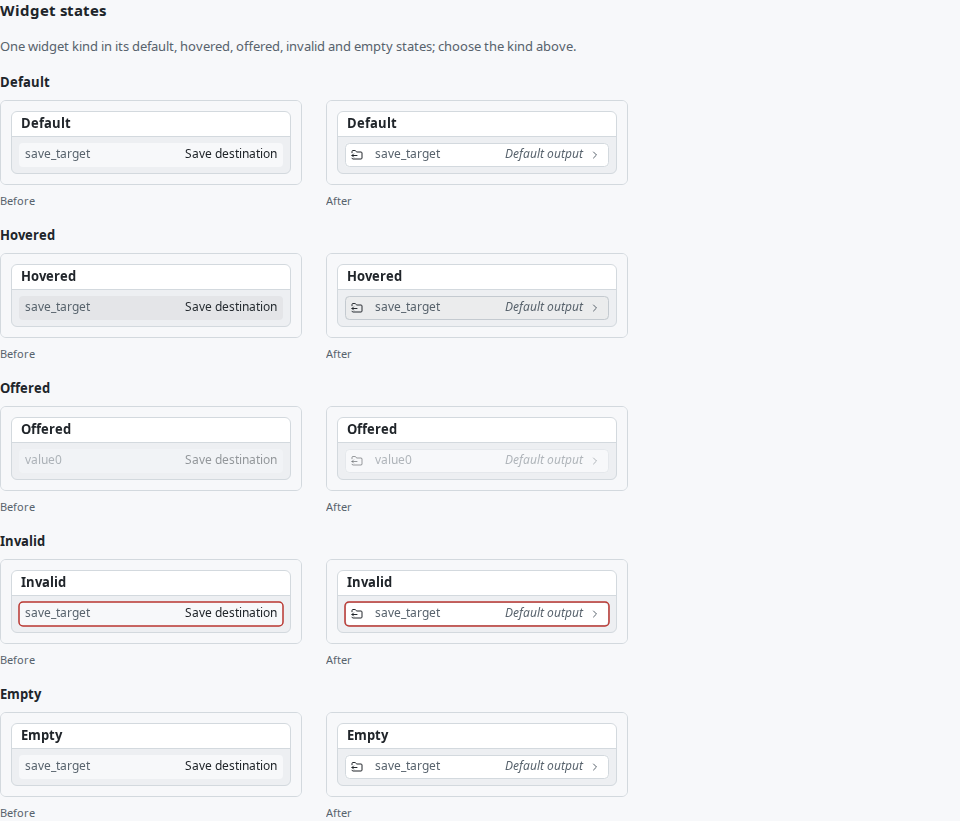 Widget states
One widget kind in its default, hovered, offered, invalid and empty states; choose the kind above.
Default
Default
save_target Save destination
Before
Default
save_target Default output
After
Hovered
Hovered
save_target Save destination
Before
Hovered
save_target Default output
After
Offered
Offered
value0 Save destination
Before
Offered
value0 Default output
After
Invalid
Invalid
save_target Save destination
Before
Invalid
save_target Default output
After
Empty
Empty
save_target Save destination
Before
Empty
save_target Default output
After